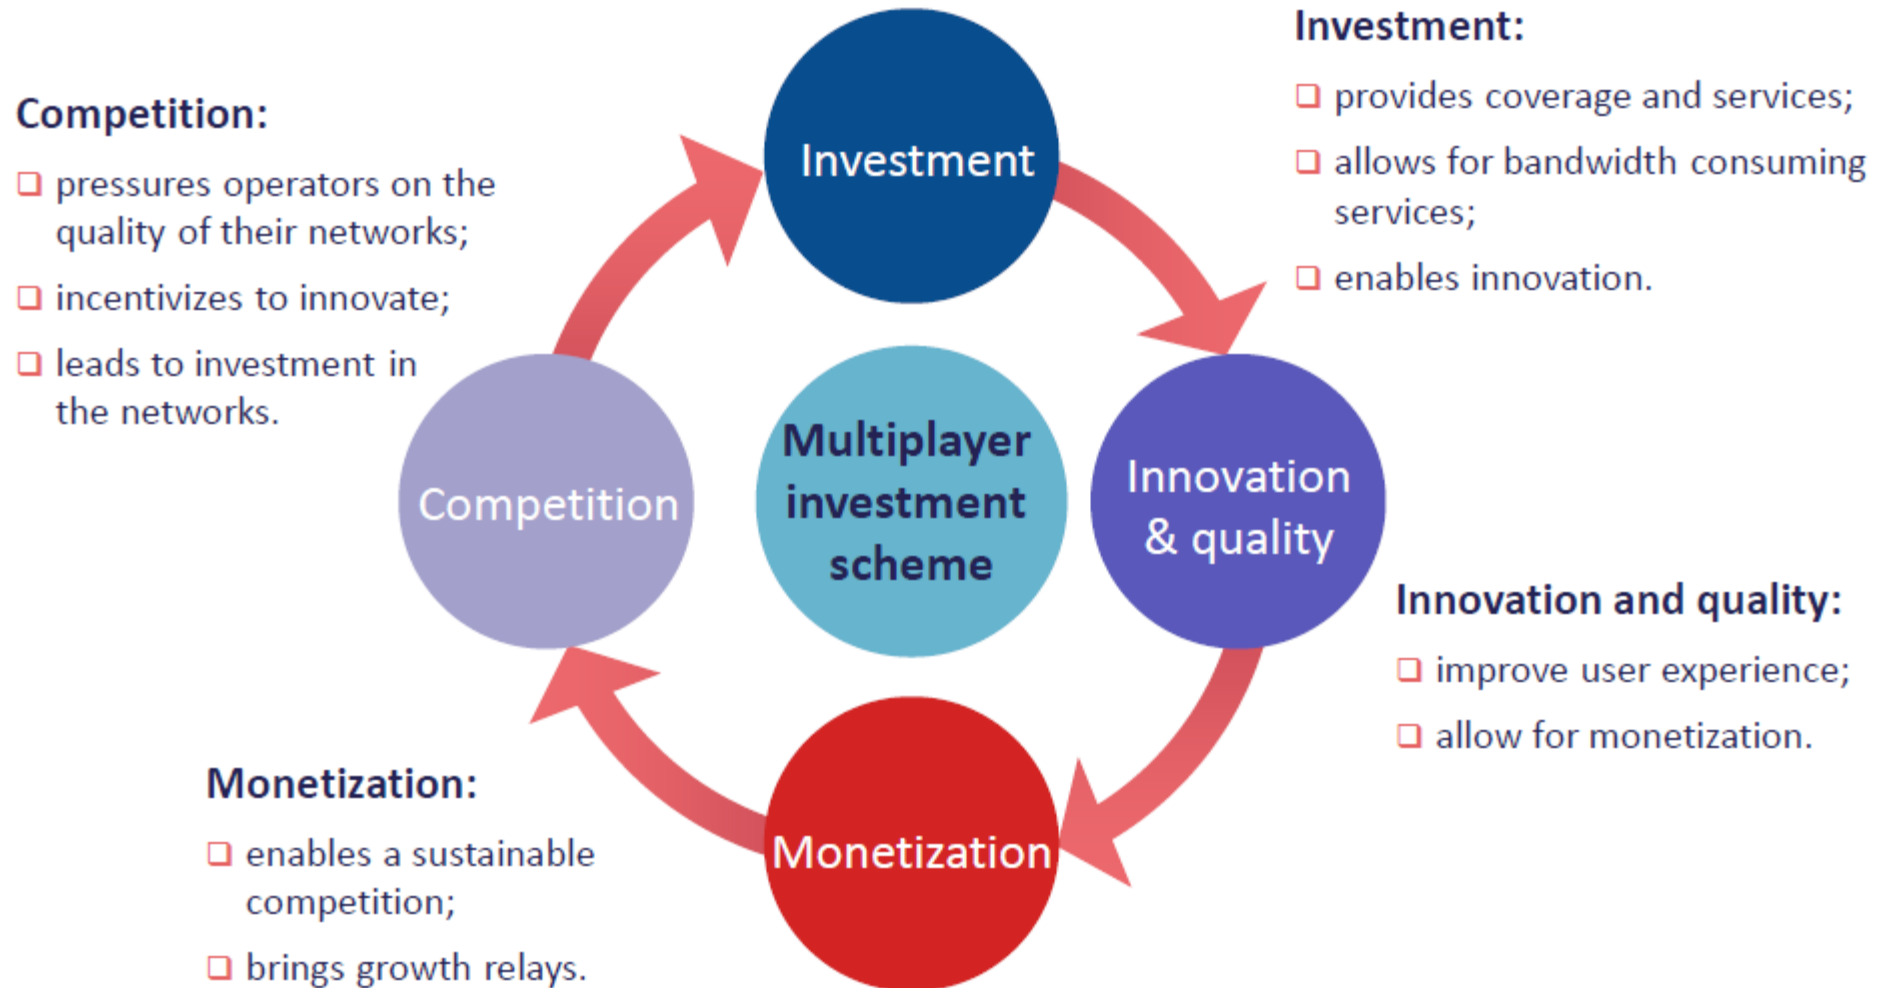 Investment:
❑ provides coverage and services;
❑ allows for bandwidth consuming
services;
❑ enables innovation.
Competition:
❑ pressures operators on the
quality of their networks;
❑ incentivizes to innovate;
❑ leads to investment in
the networks.
Investment
Competition
Multiplayer
investment
scheme
Innovation
& quality
Innovation and quality:
❑ improve user experience;
❑ allow for monetization.
Monetization:
❑ enables a sustainable
competition;
❑ brings growth relays.
Monetization